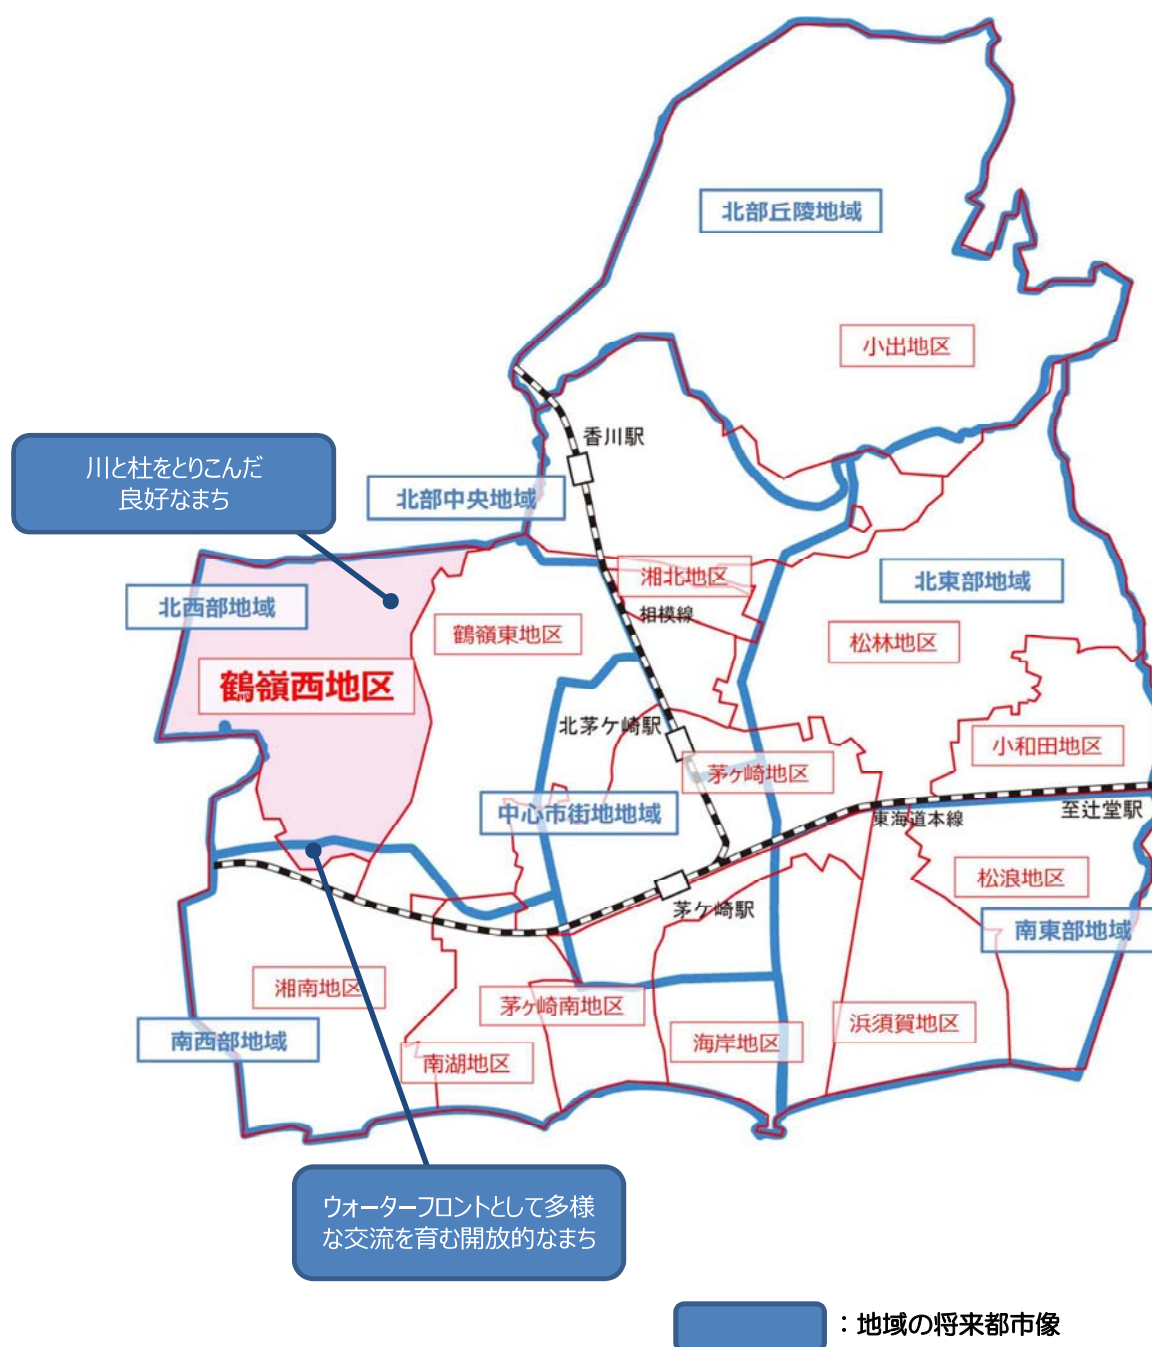 北部丘陵地域
小出地区
香川駅
川と杜をとりこんだ
良好なまち
北部中央地域
湘北地区
北東部地域
北西部地域
相模線
鶴嶺東地区
松林地区
鶴嶺西地区
北茅ケ崎駅
小和田地区
茅ヶ崎地区
中心市街地地域
東海道本線
至辻堂駅
松浪地区
茅ケ崎駅
南東部地域
湘南地区
茅ヶ崎南地区
浜須賀地区
南西部地域
海岸地区
南湖地区
ウォーターフロントとして多様
な交流を育む開放的なまち
：地域の将来都市像